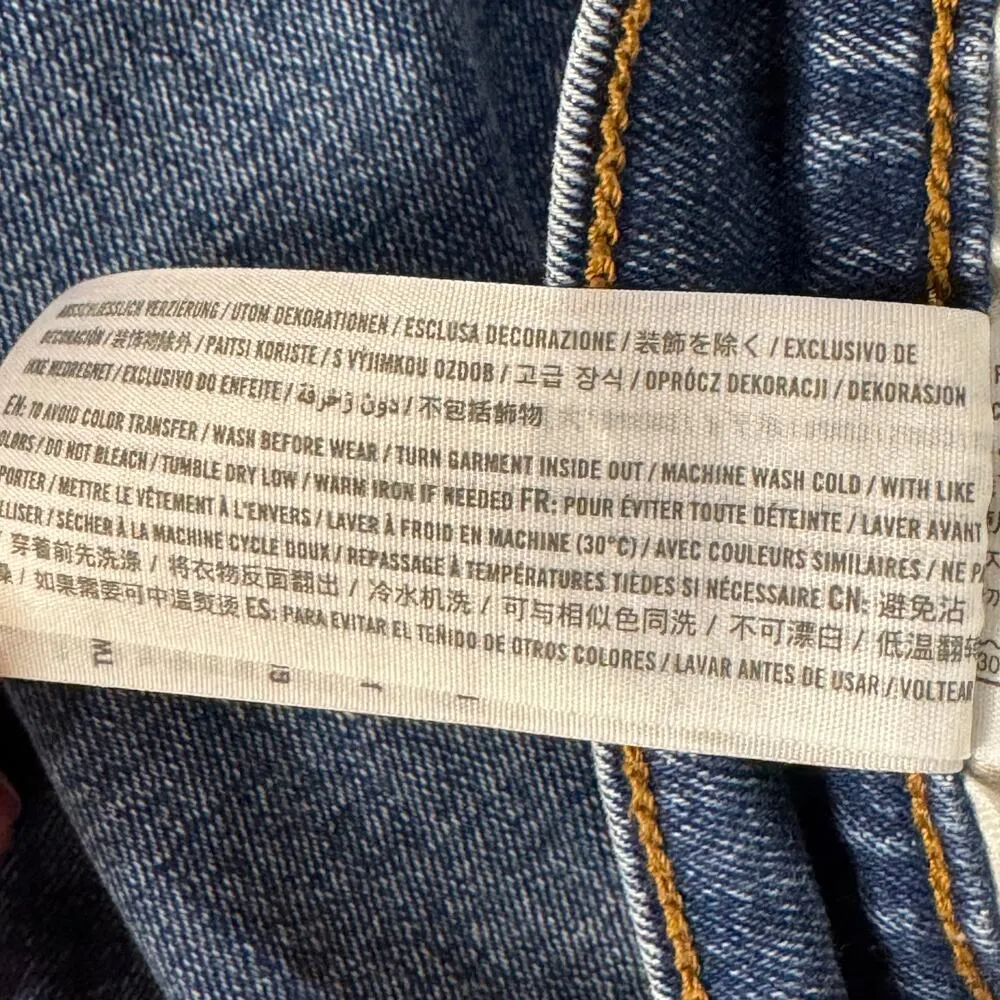 AUSSCHLIESSLICH VERZIERUNG / UTOM DEKORATIONEN / ESCLUSA DECORAZIONE / 装飾を除く / EXCLUSIVO DE
DECORACIÓN / 装饰物除外 / PAITSI KORISTE / S VÝJIMKOU OZDOB / 고급 장식 / OPRÓCZ DEKORACJI / DEKORASJON
IKKE MEDREGNET / EXCLUSIVO DO ENFEITE / دون زخرفة / 不包括飾物
EN: TO AVOID COLOR TRANSFER / WASH BEFORE WEAR / TURN GARMENT INSIDE OUT / MACHINE WASH COLD / WITH LIKE
COLORS / DO NOT BLEACH / TUMBLE DRY LOW / WARM IRON IF NEEDED FR: POUR ÉVITER TOUTE DÉTEINTE / LAVER AVANT
PORTER / METTRE LE VÊTEMENT À L'ENVERS / LAVER À FROID EN MACHINE (30°C) / AVEC COULEURS SIMILAIRES / NE PA
LLISER / SÉCHER À LA MACHINE CYCLE DOUX / REPASSAGE À TEMPÉRATURES TIÈDES SI NÉCESSAIRE CN: 避免沾
/ 穿着前先洗涤 / 将衣物反面翻出 / 冷水机洗 / 可与相似色同洗 / 不可漂白 / 低温翻转
/ 如果需要可中温熨烫 ES: PARA EVITAR EL TEÑIDO DE OTROS COLORES / LAVAR ANTES DE USAR / VOLTEAR
30